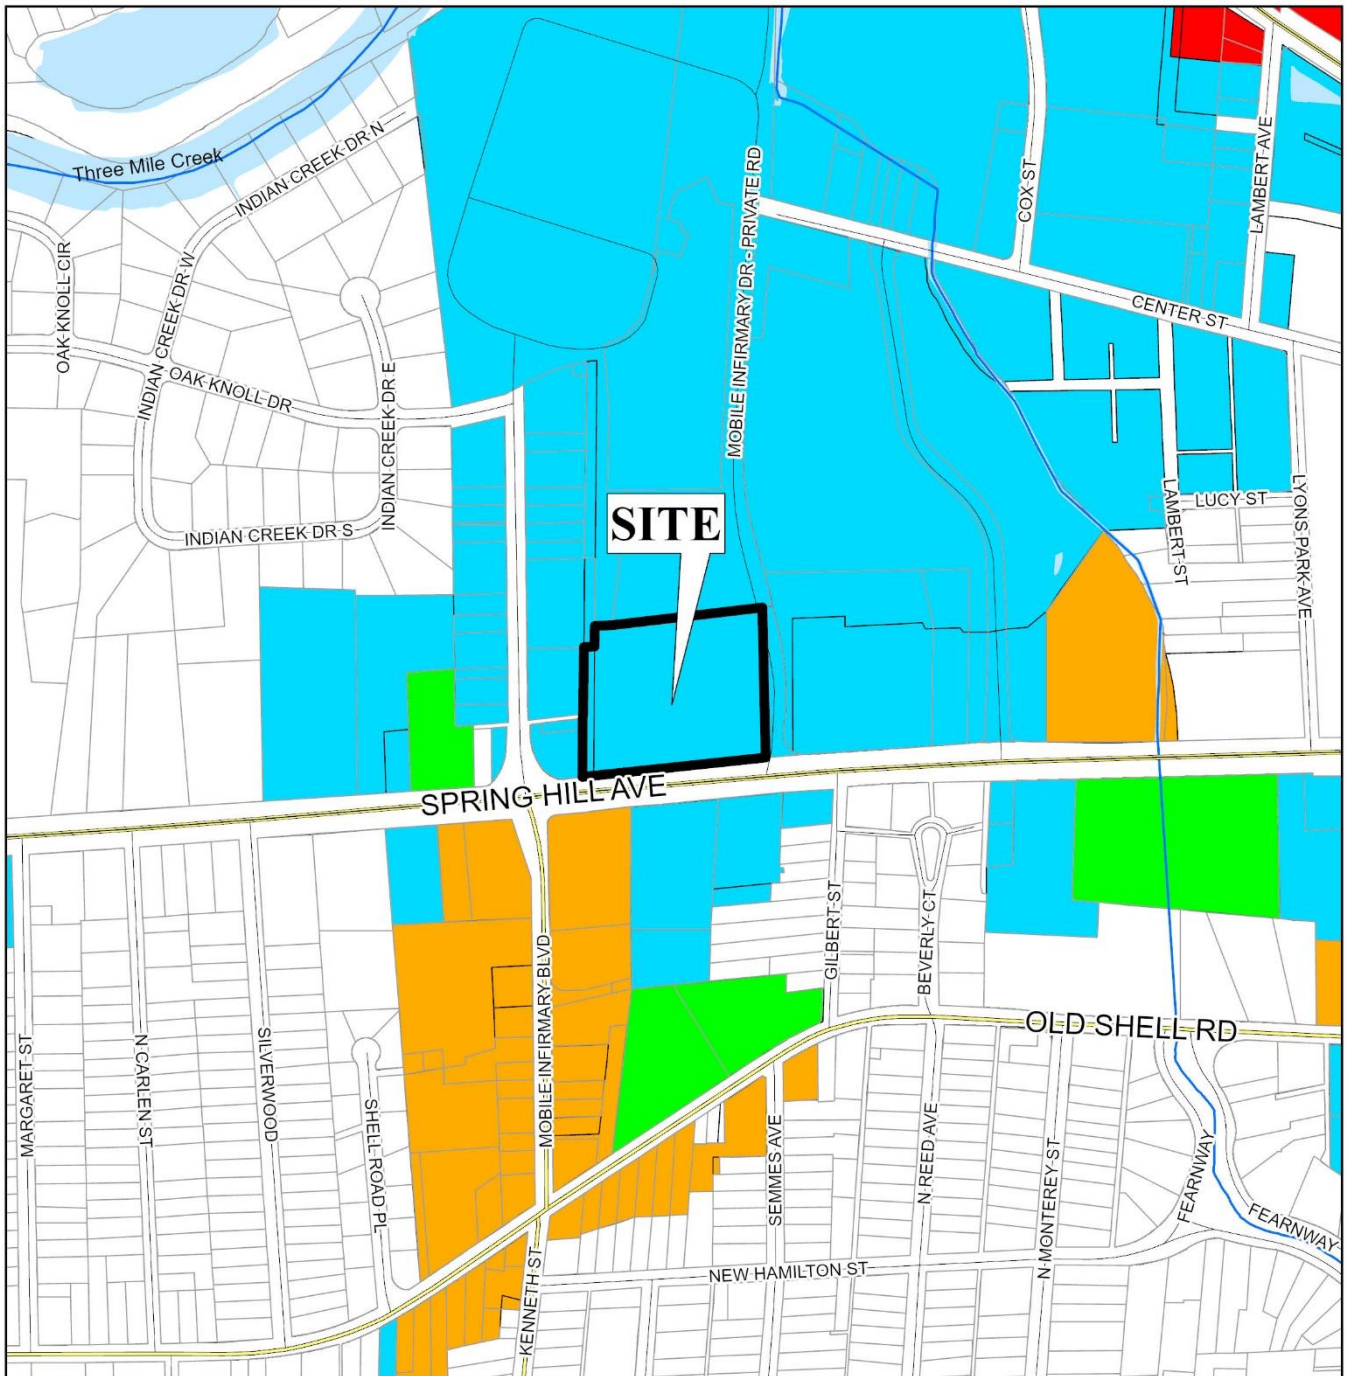 Three Mile Creek
INDIAN CREEK DR N
OAK KNOLL CIR
INDIAN CREEK DR W
OAK KNOLL DR
INDIAN CREEK DR E
INDIAN CREEK DR S
MOBILE INFIRMARY DR - PRIVATE RD
COX ST
LAMBERT AVE
CENTER ST
LAMBERT ST
LUCY ST
LYONS PARK AVE
SITE
SPRING HILL AVE
GILBERT ST
BEVERLY CT
MOBILE INFIRMARY BLVD
OLD SHELL RD
MARGARET ST
N CARLEN ST
SILVERWOOD
SHELL ROAD PL
SEMMES AVE
N REED AVE
N MONTEREY ST
FEARNWAY
FEARNWAY
NEW HAMILTON ST
KENNETH ST